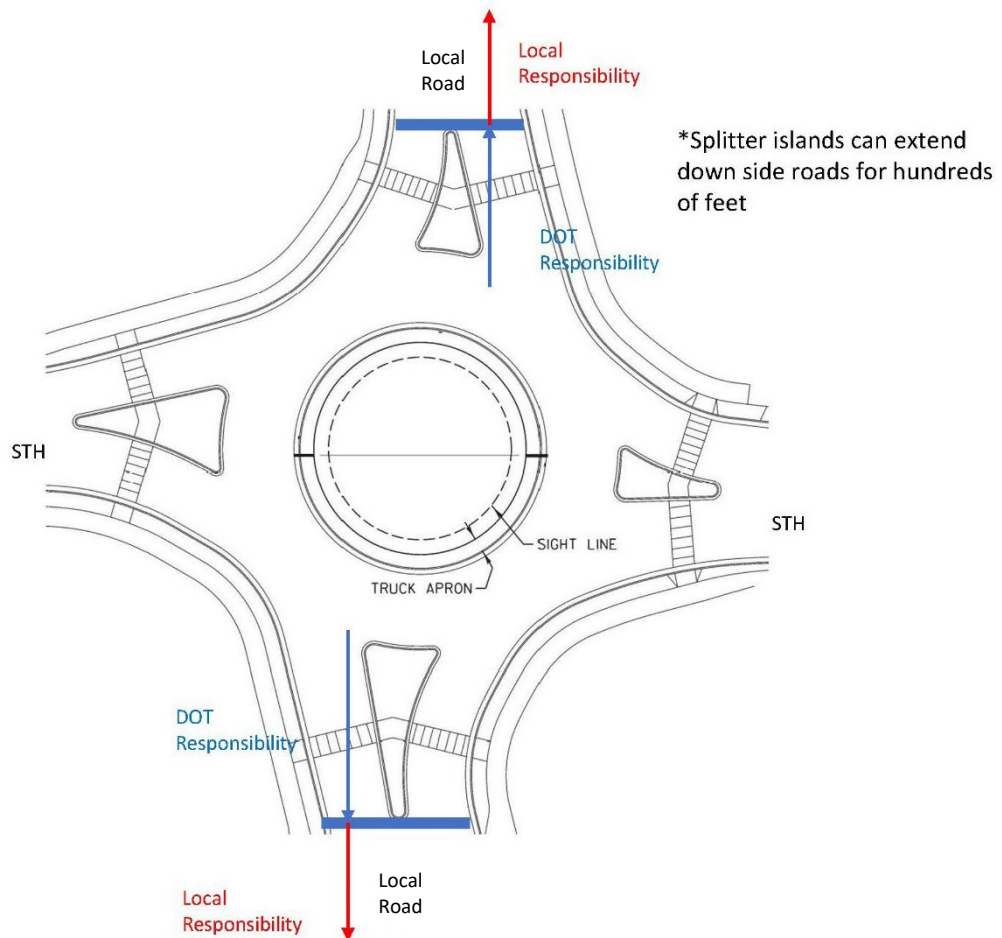 Local
Road
Local
Responsibility
*Splitter islands can extend
down side roads for hundreds
of feet
DOT
Responsibility
STH
STH
SIGHT LINE
TRUCK APRON
DOT
Responsibility
Local
Road
Local
Responsibility